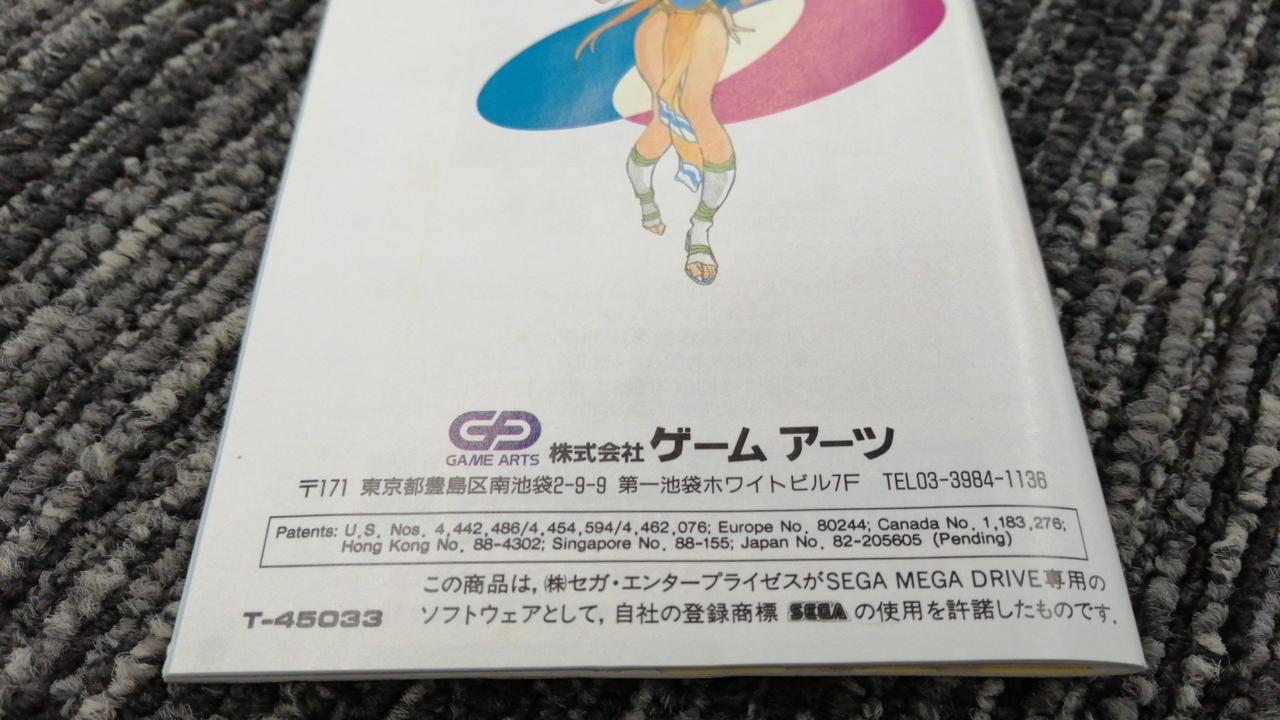 GAME ARTS 株式会社 ゲーム アーツ
〒171 東京都豊島区南池袋2-9-9 第一池袋ホワイトビル7F TEL03-3984-1136
Patents: U.S. Nos. 4,442,486/4,454,594/4,462,076; Europe No. 80244; Canada No. 1,183,276;
Hong Kong No. 88-4302; Singapore No. 88-155; Japan No. 82-205605 (Pending)
この商品は,㈱セガ・エンタープライゼスがSEGA MEGA DRIVE専用の
T-45033 ソフトウェアとして,自社の登録商標 SEGA の使用を許諾したものです.